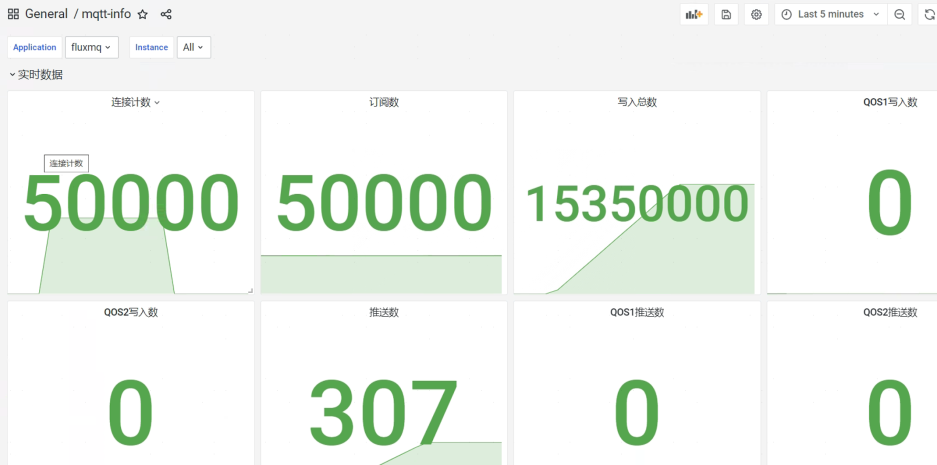 General / mqtt-info
Last 5 minutes
Application fluxmq Instance All
实时数据
连接计数 订阅数 写入总数 QOS1写入数
连接计数
50000 50000 15350000 0
QOS2写入数 推送数 QOS1推送数 QOS2推送数
0 307 0 0